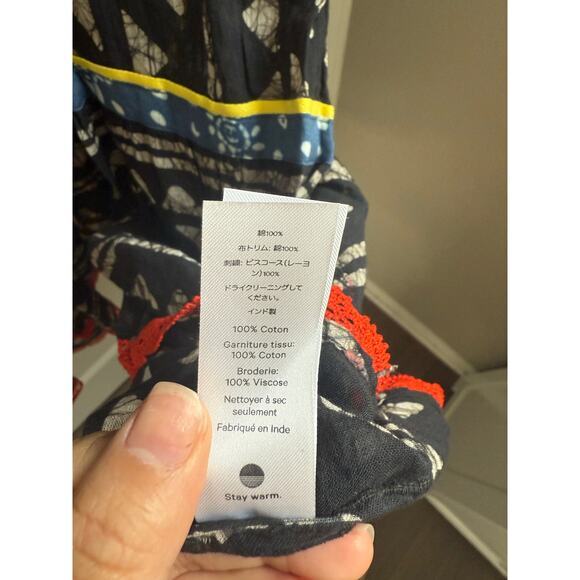 綿100%
布トリム: 綿100%
刺繍: ビスコース(レーヨ
ン)100%
ドライクリーニングして
ください。
インド製
100% Coton
Garniture tissu:
100% Coton
Broderie:
100% Viscose
Nettoyer à sec
seulement
Fabriqué en Inde
Stay warm.